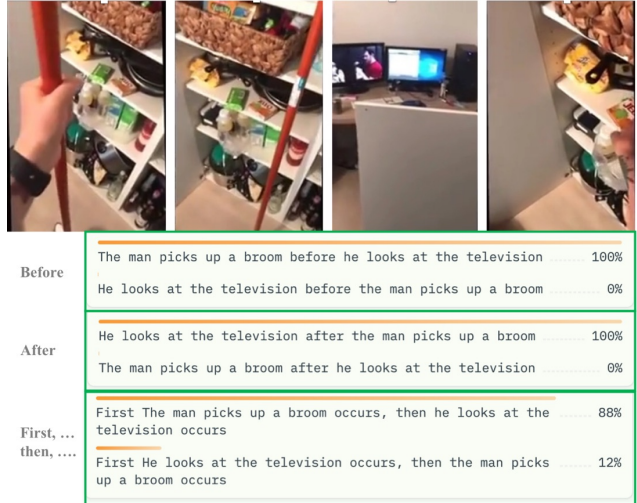 Before
The man picks up a broom before he looks at the television 100%
He looks at the television before the man picks up a broom 0%
After
He looks at the television after the man picks up a broom 100%
The man picks up a broom after he looks at the television 0%
First, ...
then, ....
First The man picks up a broom occurs, then he looks at the 88%
television occurs
First He looks at the television occurs, then the man picks 12%
up a broom occurs